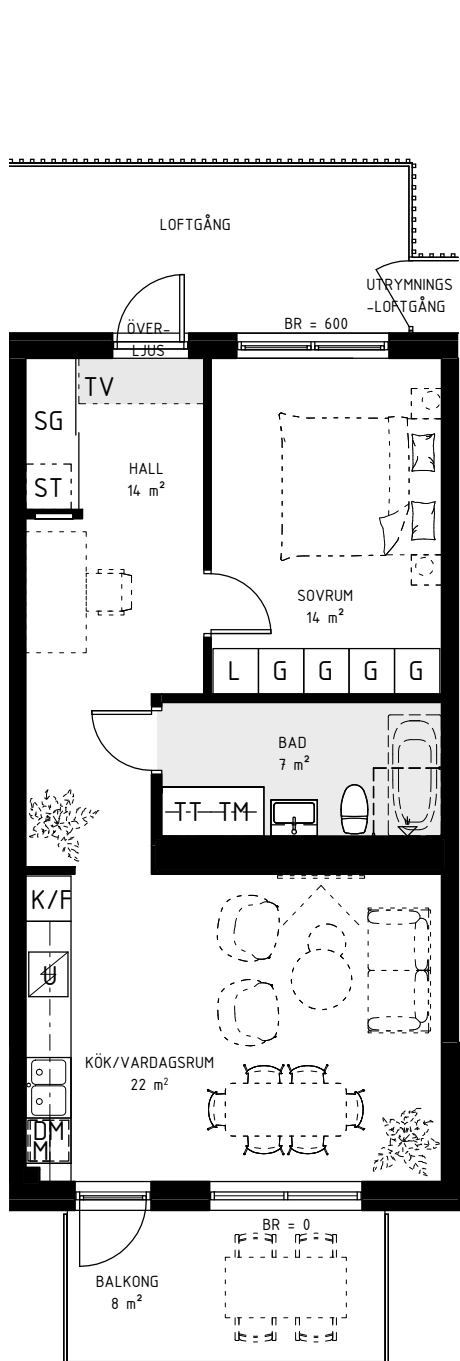 LOFTGÅNG
UTRYMNINGS
-LOFTGÅNG
ÖVER-
LJUS
BR = 600
TV
SG
HALL
14 m²
ST
SOVRUM
14 m²
L G G G G
BAD
7 m²
TT TM
K/F
U
KÖK/VARDAGSRUM
22 m²
DM
M
BR = 0
BALKONG
8 m²